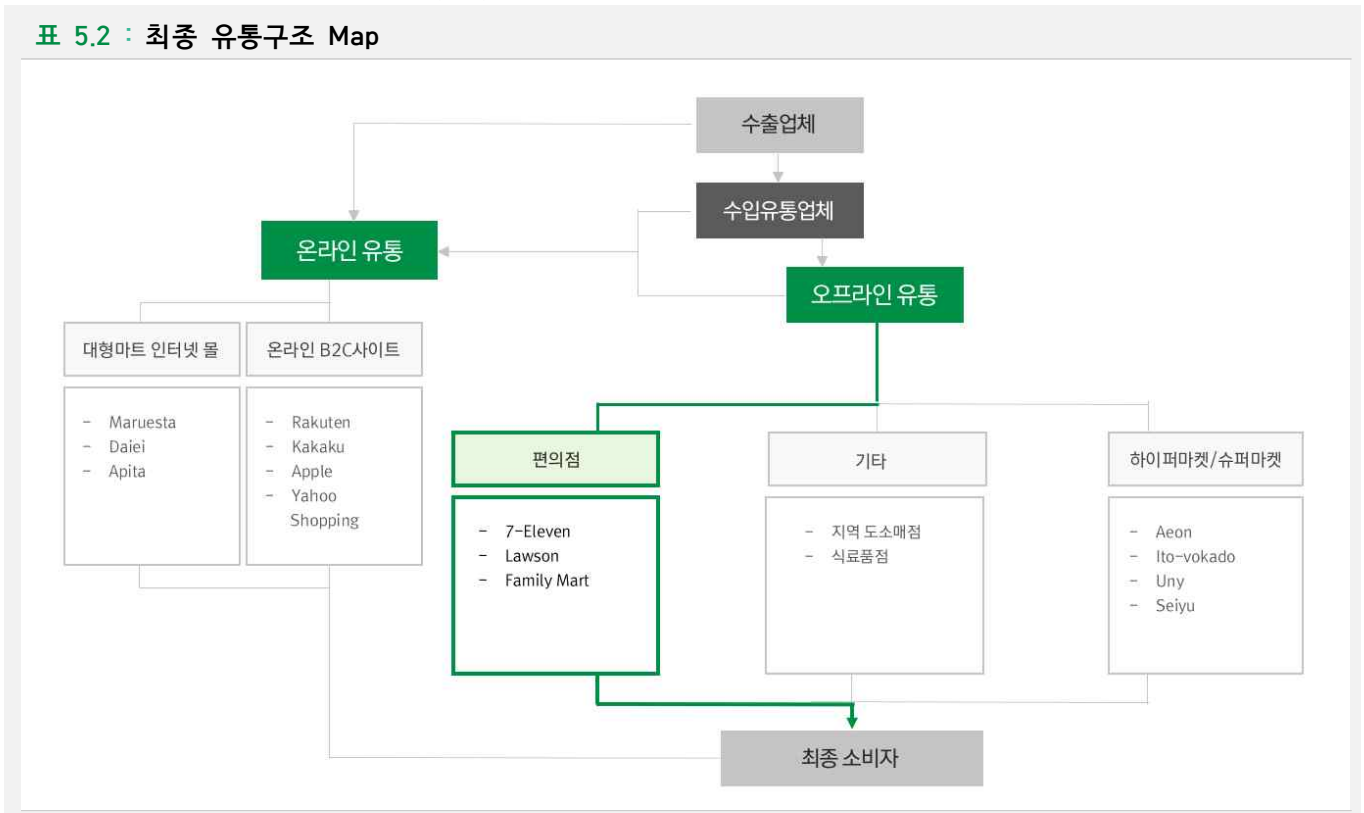 표 5.2 : 최종 유통구조 Map
수출업체
수입유통업체
온라인 유통
오프라인 유통
대형마트 인터넷 몰
온라인 B2C사이트
- Maruesta
- Daiei
- Apita
- Rakuten
- Kakaku
- Apple
- Yahoo
Shopping
편의점
기타
하이퍼마켓/슈퍼마켓
- 7-Eleven
- Lawson
- Family Mart
- 지역 도소매점
- 식료품점
- Aeon
- Ito-vokado
- Uny
- Seiyu
최종 소비자